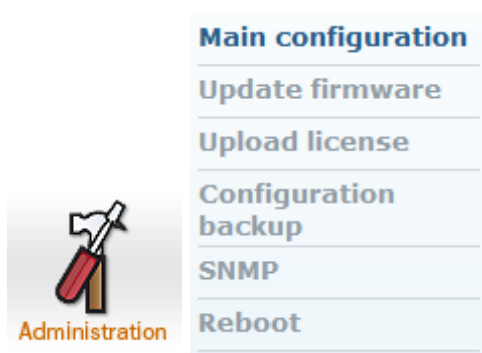 Main configuration
Update firmware
Upload license
Configuration
backup
SNMP
Reboot
Administration